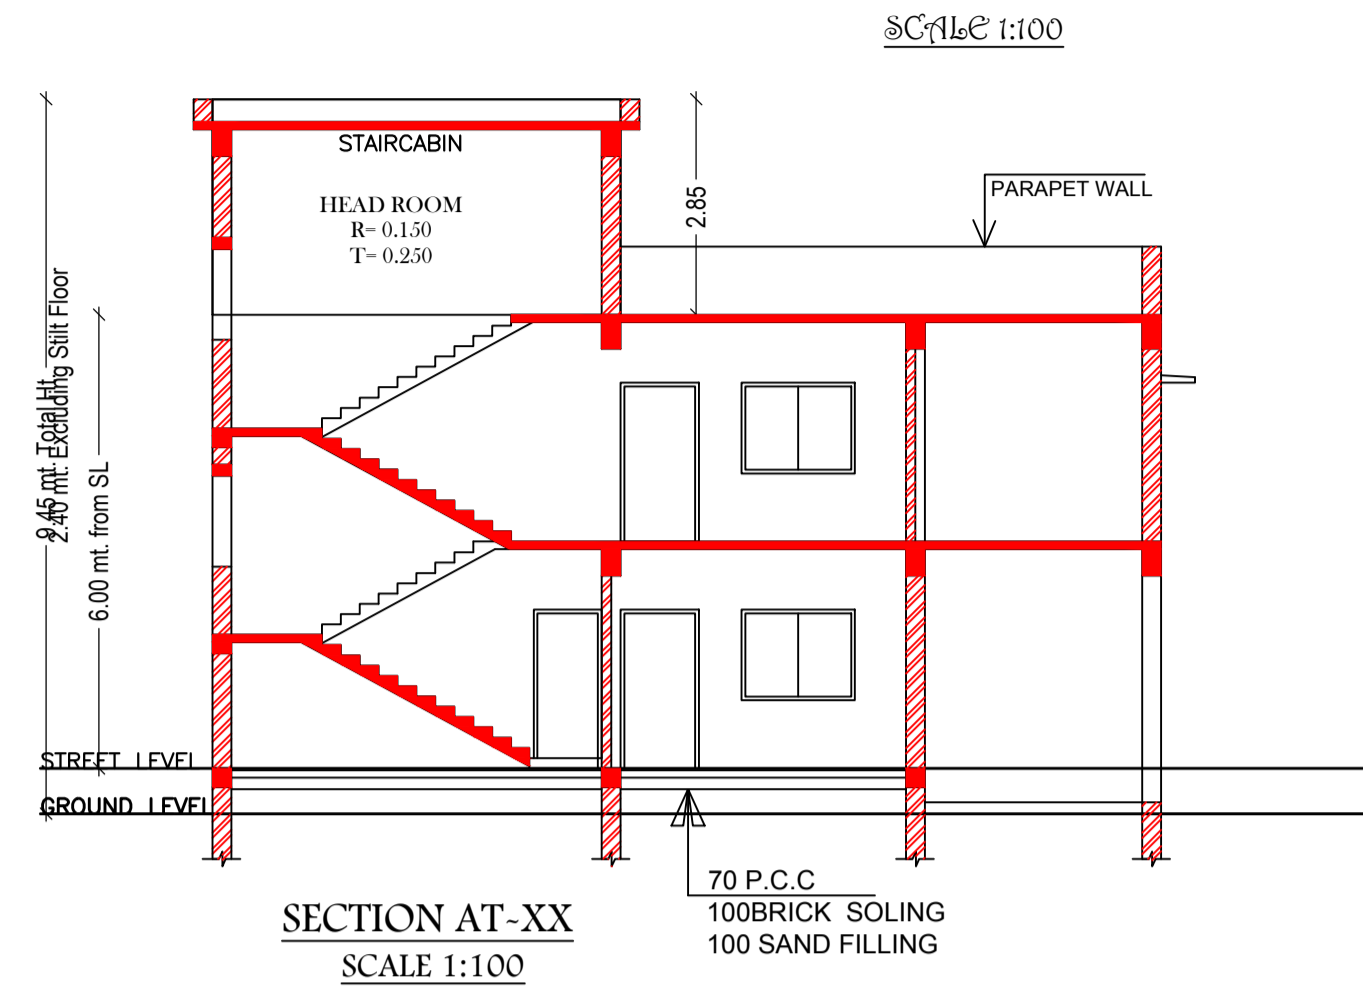 SCALE 1:100
STAIRCABIN
HEAD ROOM
R= 0.150
T= 0.250
2.85
PARAPET WALL
9.45 mt. Total Ht.
2.40 mt. Excluding Stilt Floor
6.00 mt. from SL
STREET LEVEL
GROUND LEVEL
70 P.C.C
100BRICK SOLING
100 SAND FILLING
SECTION AT~XX
SCALE 1:100